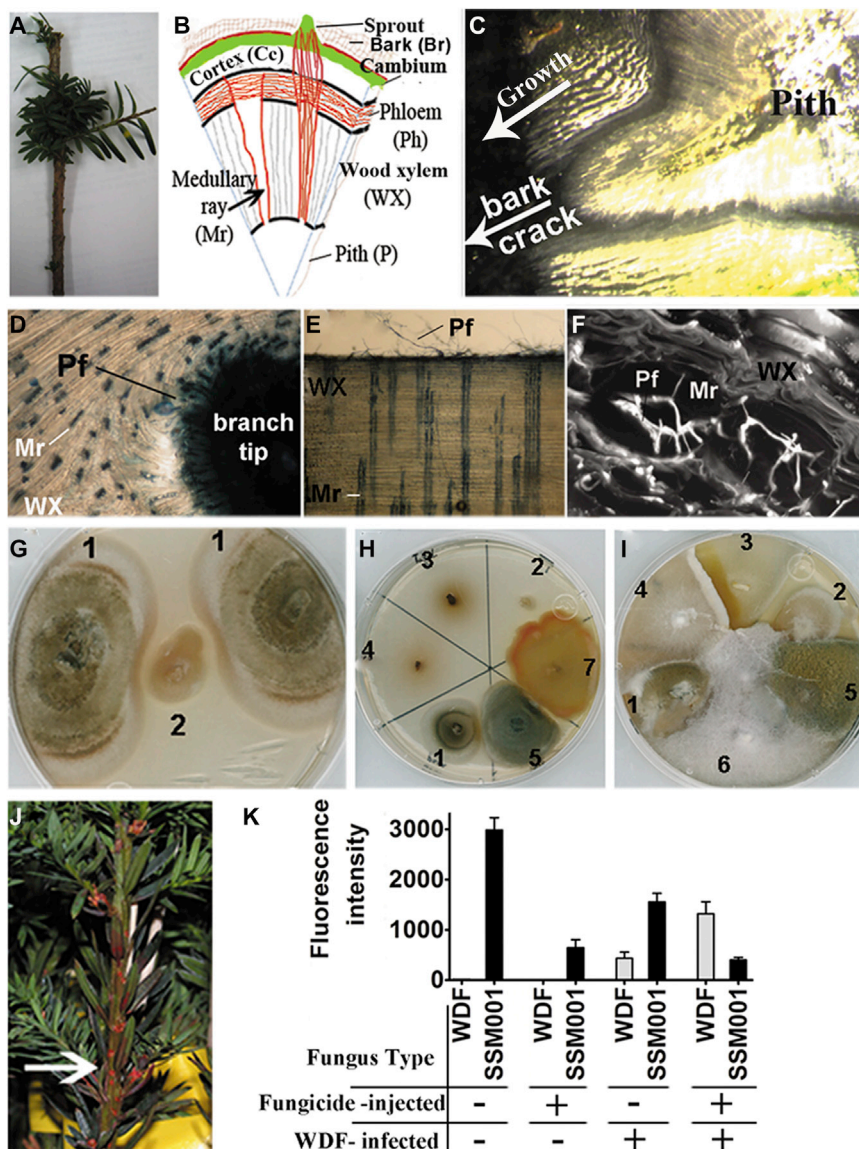 A
B
Sprout
Bark (Br)
Cambium
Cortex (Cc)
Phloem
(Ph)
Wood xylem
(WX)
Medullary
ray
(Mr)
Pith (P)
C
Growth
Pith
bark
crack
D
Pf
Mr
WX
branch
tip
E
Pf
WX
Mr
F
Pf
Mr
WX
G
1
1
2
H
3
2
4
7
1
5
I
3
4
2
1
5
6
J
K
Fluorescence
intensity
3000
2000
1000
0
WDF
SSM001
WDF
SSM001
WDF
SSM001
WDF
SSM001
Fungus Type
Fungicide -injected - + - +
WDF- infected - - + +